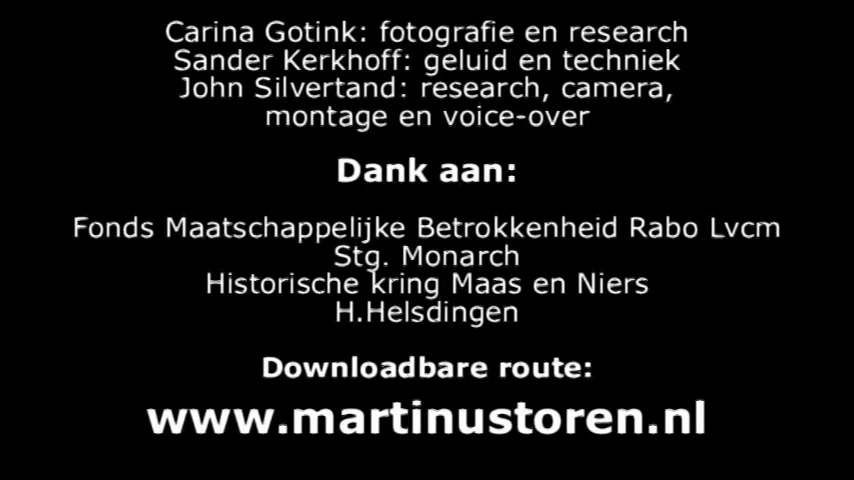 Carina Gotink: fotografie en research
Sander Kerkhoff: geluid en techniek
John Silvertand: research, camera,
montage en voice-over
Dank aan:
Fonds Maatschappelijke Betrokkenheid Rabo Lvcm
Stg. Monarch
Historische kring Maas en Niers
H.Helsdingen
Downloadbare route:
www.martinustoren.nl